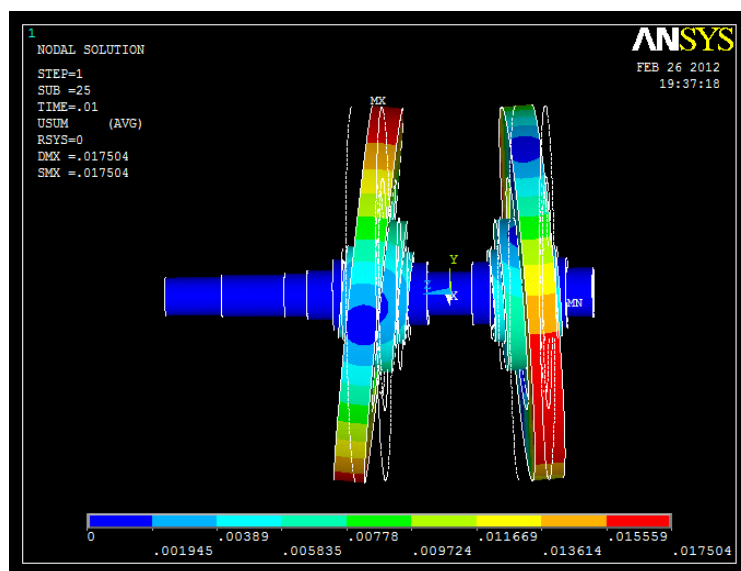 1
NODAL SOLUTION
ANSYS
FEB 26 2012
19:37:18
STEP=1
SUB =25
TIME=.01
USUM (AVG)
RSYS=0
DMX =.017504
SMX =.017504
MX
Y
Z
X
MN
0 .00389 .00778 .011669 .015559
.001945 .005835 .009724 .013614 .017504